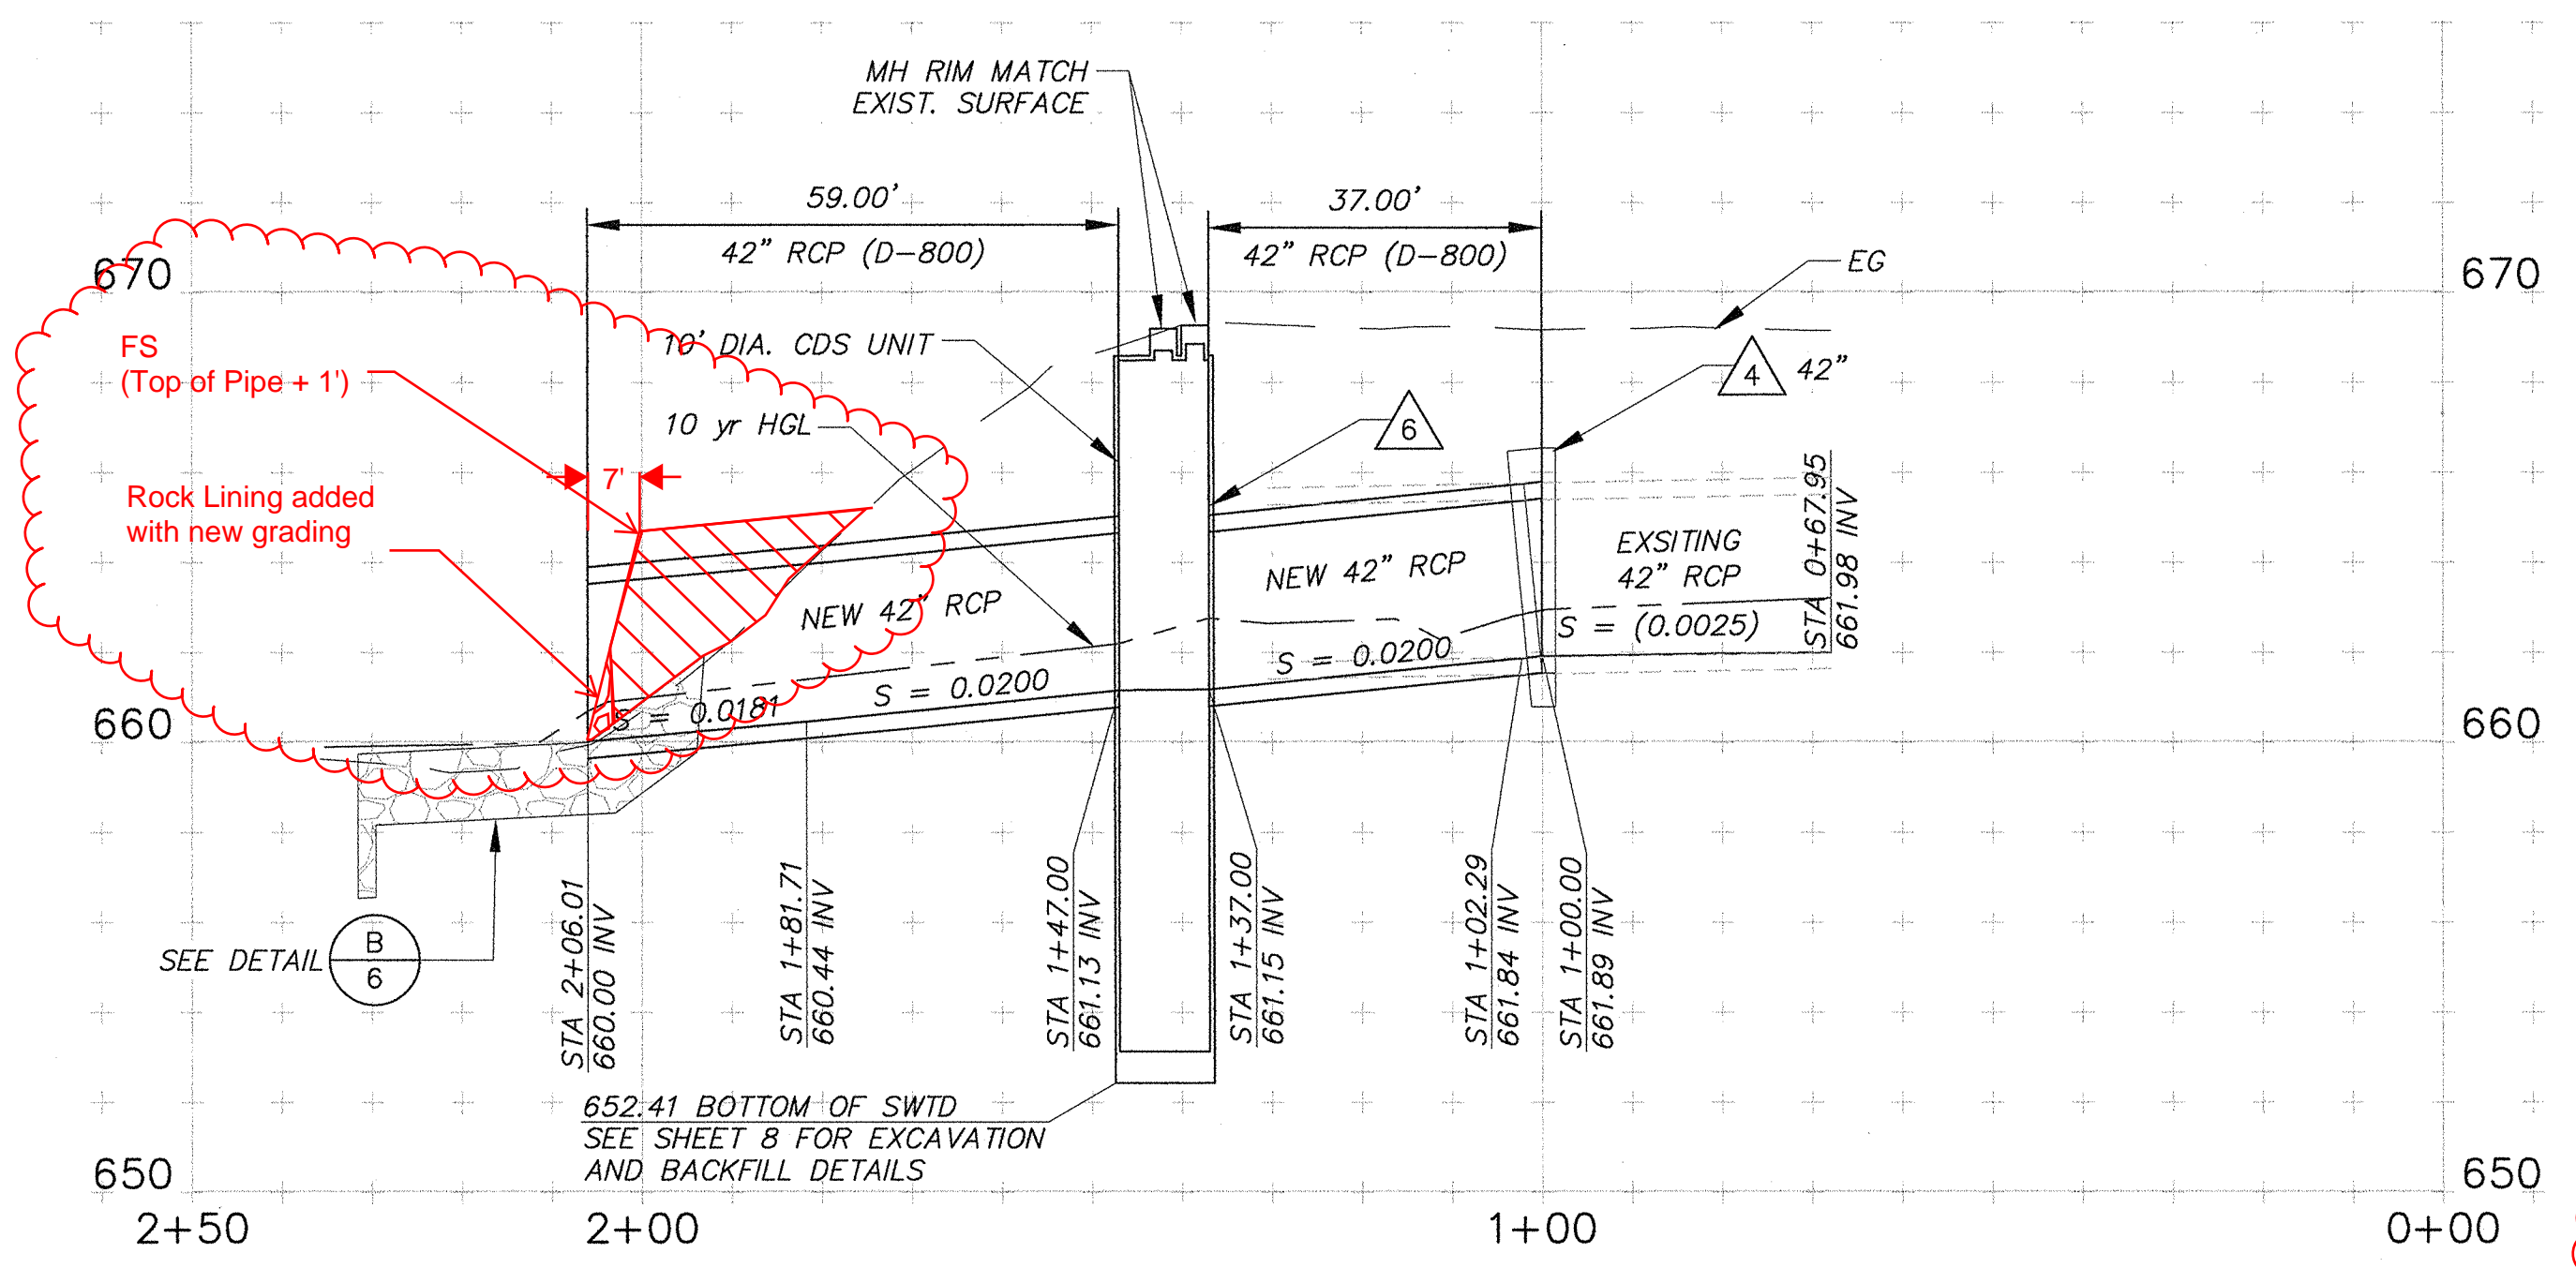 MH RIM MATCH
EXIST. SURFACE
59.00'
42" RCP (D-800)
37.00'
42" RCP (D-800)
EG
670
670
FS
(Top of Pipe + 1')
10' DIA. CDS UNIT
4
42"
10 yr HGL
6
7'
Rock Lining added
with new grading
NEW 42" RCP
NEW 42" RCP
EXSITING
42" RCP
STA 0+67.95
661.98 INV
S = (0.0025)
S = 0.0200
S = 0.0200
S = 0.0181
660
660
STA 2+06.01
660.00 INV
STA 1+81.71
660.44 INV
STA 1+47.00
661.13 INV
STA 1+37.00
661.15 INV
STA 1+02.29
661.84 INV
STA 1+00.00
661.89 INV
SEE DETAIL
B
6
652.41 BOTTOM OF SWTD
SEE SHEET 8 FOR EXCAVATION
AND BACKFILL DETAILS
650
650
2+50
2+00
1+00
0+00